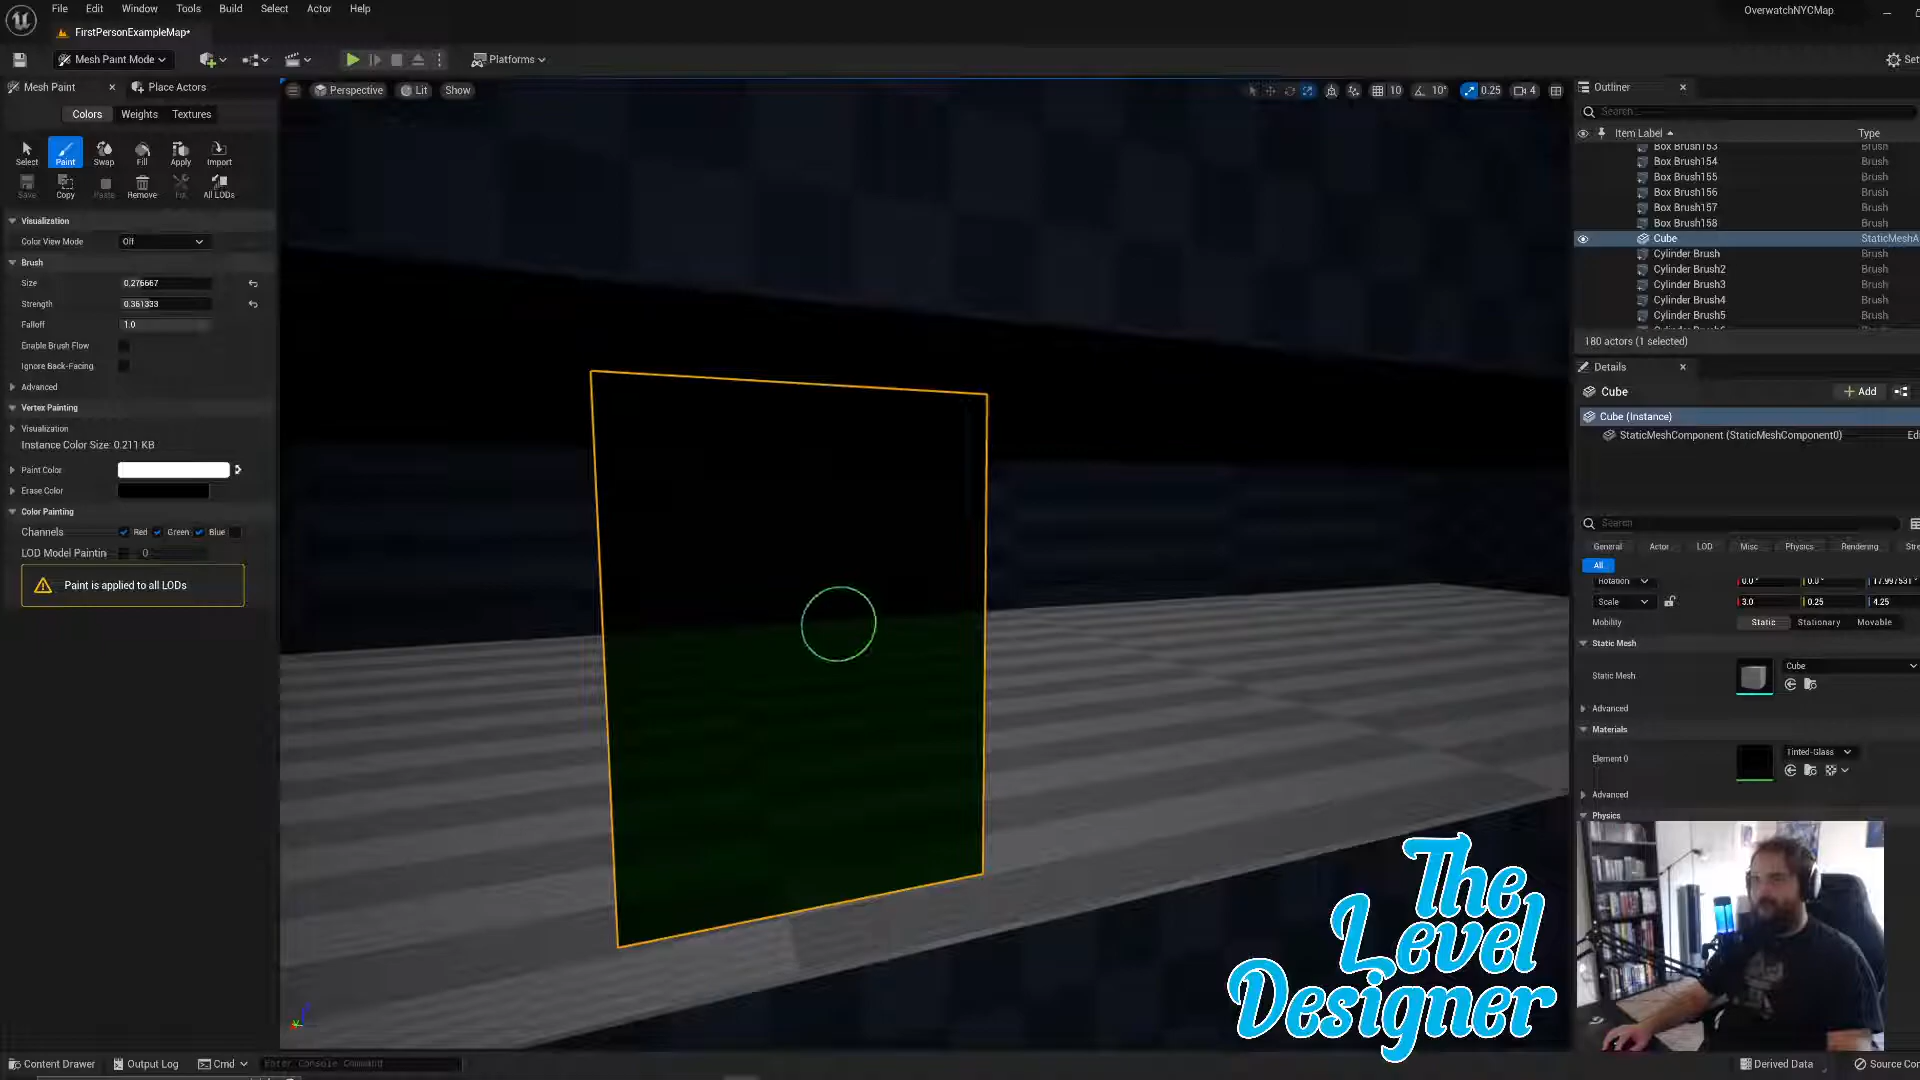 File Edit Window Tools Build Select Actor Help
OverwatchNYCMap
FirstPersonExampleMap*
Mesh Paint Mode
Platforms
Mesh Paint
Place Actors
Colors Weights Textures
Select Paint Swap Fill Apply Import
Save Copy Paste Remove Fix All LODs
Visualization
Color View Mode Off
Brush
Size 0.276667
Strength 0.361333
Falloff 1.0
Enable Brush Flow
Ignore Back-Facing
Advanced
Vertex Painting
Visualization
Instance Color Size: 0.211 KB
Paint Color
Erase Color
Color Painting
Channels Red Green Blue
LOD Model Paintin 0
Paint is applied to all LODs
Perspective Lit Show
10 10° 0.25 4
Set
Outliner
Search...
Item Label Type
Box Brush153 Brush
Box Brush154 Brush
Box Brush155 Brush
Box Brush156 Brush
Box Brush157 Brush
Box Brush158 Brush
Cube StaticMeshA
Cylinder Brush Brush
Cylinder Brush2 Brush
Cylinder Brush3 Brush
Cylinder Brush4 Brush
Cylinder Brush5 Brush
180 actors (1 selected)
Details
Cube
+ Add
Cube (Instance)
StaticMeshComponent (StaticMeshComponent0) Edi
Search
General Actor LOD Misc Physics Rendering Stre
All
Rotation 0.0° 0.0° 17.997531°
Scale 3.0 0.25 4.25
Mobility Static Stationary Movable
Static Mesh
Static Mesh Cube
Advanced
Materials
Element 0 Tinted-Glass
Advanced
Physics
The
Level
Designer
Content Drawer Output Log Cmd Enter Console Command
Derived Data Source Con